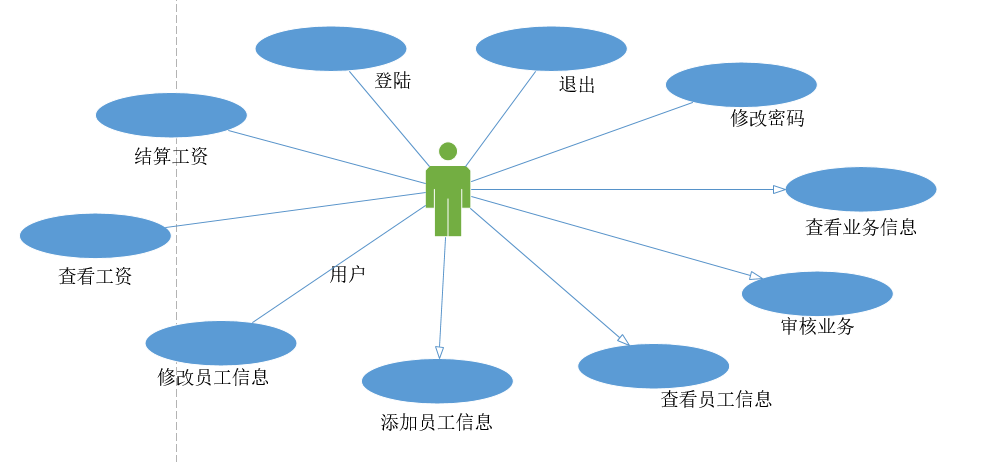 登陆
退出
修改密码
结算工资
查看业务信息
查看工资
用户
审核业务
修改员工信息
查看员工信息
添加员工信息